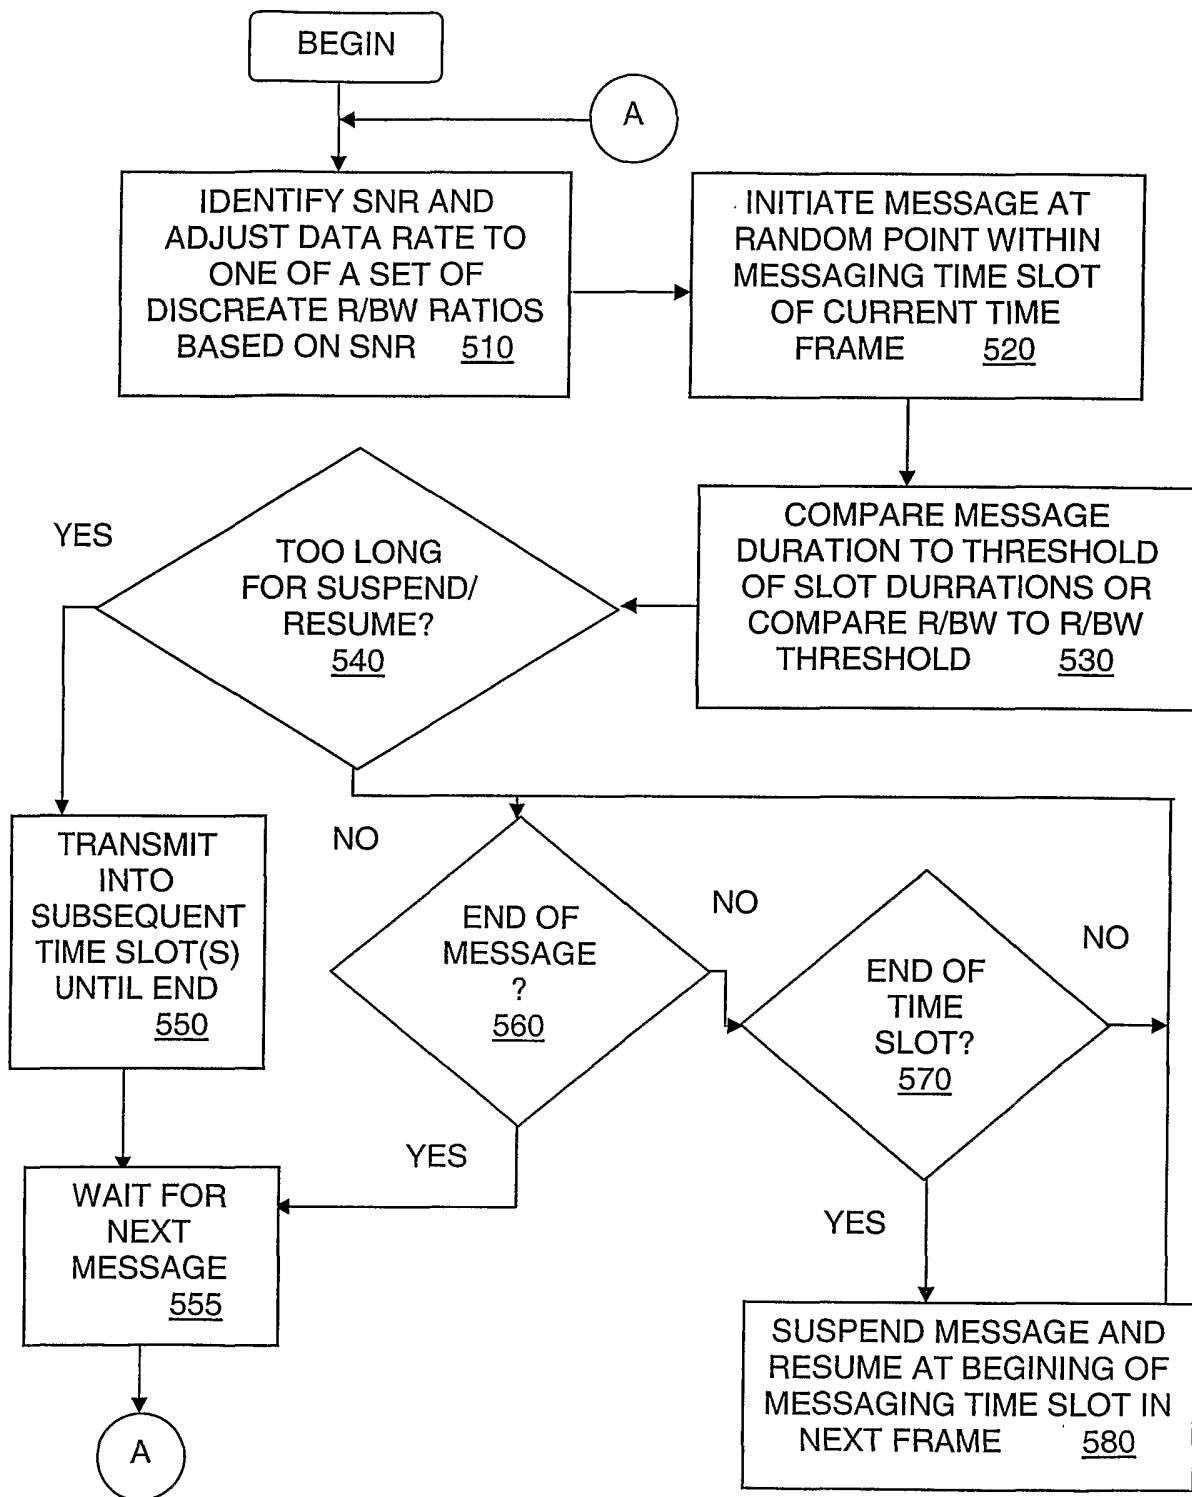 BEGIN
A
IDENTIFY SNR AND
ADJUST DATA RATE TO
ONE OF A SET OF
DISCREATE R/BW RATIOS
BASED ON SNR 510
INITIATE MESSAGE AT
RANDOM POINT WITHIN
MESSAGING TIME SLOT
OF CURRENT TIME
FRAME 520
COMPARE MESSAGE
DURATION TO THRESHOLD
OF SLOT DURRATIONS OR
COMPARE R/BW TO R/BW
THRESHOLD 530
YES
TOO LONG
FOR SUSPEND/
RESUME?
540
NO
TRANSMIT
INTO
SUBSEQUENT
TIME SLOT(S)
UNTIL END
550
END OF
MESSAGE
?
560
NO
END OF
TIME
SLOT?
570
NO
YES
YES
WAIT FOR
NEXT
MESSAGE
555
SUSPEND MESSAGE AND
RESUME AT BEGINING OF
MESSAGING TIME SLOT IN
NEXT FRAME 580
A